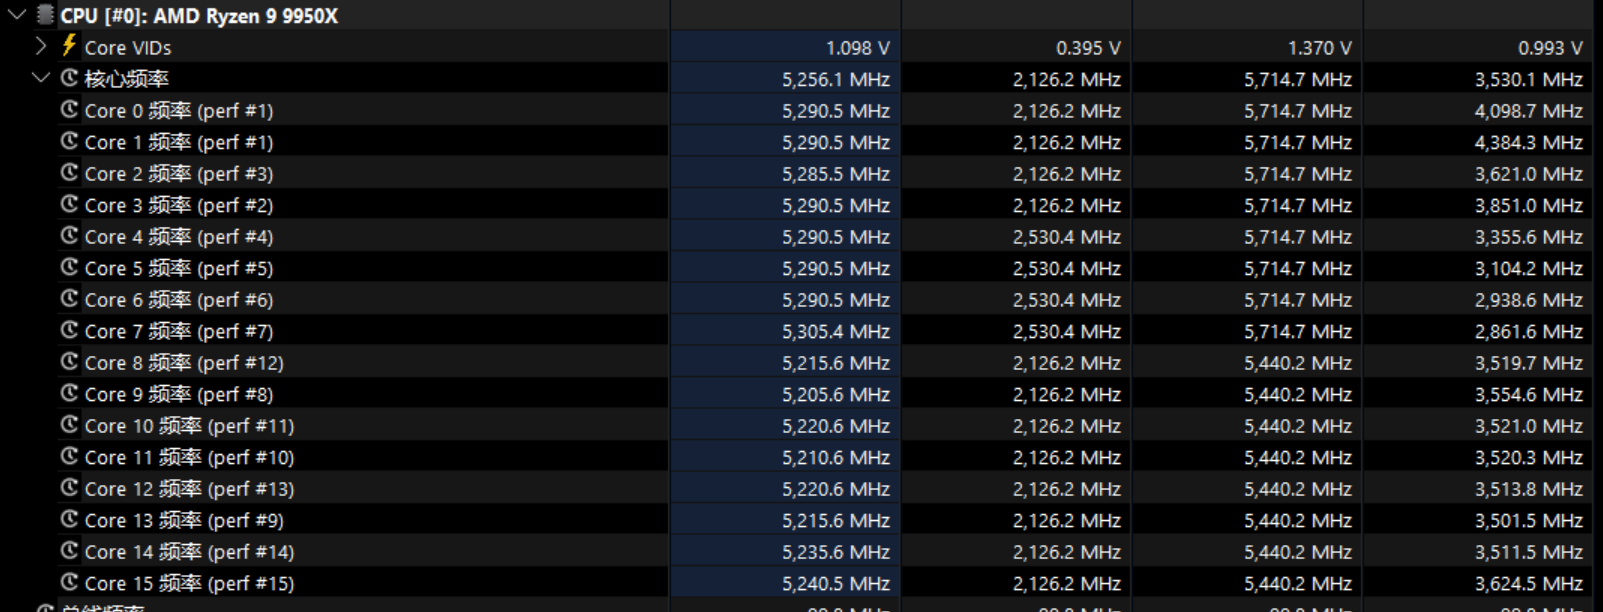 CPU [#0]: AMD Ryzen 9 9950X
Core VIDs 1.098 V 0.395 V 1.370 V 0.993 V
核心频率 5,256.1 MHz 2,126.2 MHz 5,714.7 MHz 3,530.1 MHz
Core 0 频率 (perf #1) 5,290.5 MHz 2,126.2 MHz 5,714.7 MHz 4,098.7 MHz
Core 1 频率 (perf #1) 5,290.5 MHz 2,126.2 MHz 5,714.7 MHz 4,384.3 MHz
Core 2 频率 (perf #3) 5,285.5 MHz 2,126.2 MHz 5,714.7 MHz 3,621.0 MHz
Core 3 频率 (perf #2) 5,290.5 MHz 2,126.2 MHz 5,714.7 MHz 3,851.0 MHz
Core 4 频率 (perf #4) 5,290.5 MHz 2,530.4 MHz 5,714.7 MHz 3,355.6 MHz
Core 5 频率 (perf #5) 5,290.5 MHz 2,530.4 MHz 5,714.7 MHz 3,104.2 MHz
Core 6 频率 (perf #6) 5,290.5 MHz 2,530.4 MHz 5,714.7 MHz 2,938.6 MHz
Core 7 频率 (perf #7) 5,305.4 MHz 2,530.4 MHz 5,714.7 MHz 2,861.6 MHz
Core 8 频率 (perf #12) 5,215.6 MHz 2,126.2 MHz 5,440.2 MHz 3,519.7 MHz
Core 9 频率 (perf #8) 5,205.6 MHz 2,126.2 MHz 5,440.2 MHz 3,554.6 MHz
Core 10 频率 (perf #11) 5,220.6 MHz 2,126.2 MHz 5,440.2 MHz 3,521.0 MHz
Core 11 频率 (perf #10) 5,210.6 MHz 2,126.2 MHz 5,440.2 MHz 3,520.3 MHz
Core 12 频率 (perf #13) 5,220.6 MHz 2,126.2 MHz 5,440.2 MHz 3,513.8 MHz
Core 13 频率 (perf #9) 5,215.6 MHz 2,126.2 MHz 5,440.2 MHz 3,501.5 MHz
Core 14 频率 (perf #14) 5,235.6 MHz 2,126.2 MHz 5,440.2 MHz 3,511.5 MHz
Core 15 频率 (perf #15) 5,240.5 MHz 2,126.2 MHz 5,440.2 MHz 3,624.5 MHz